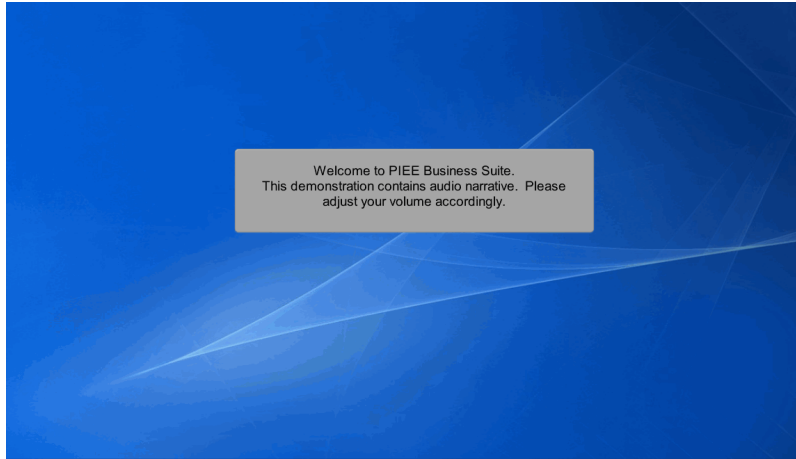 Welcome to PIEE Business Suite.
This demonstration contains audio narrative.  Please
adjust your volume accordingly.